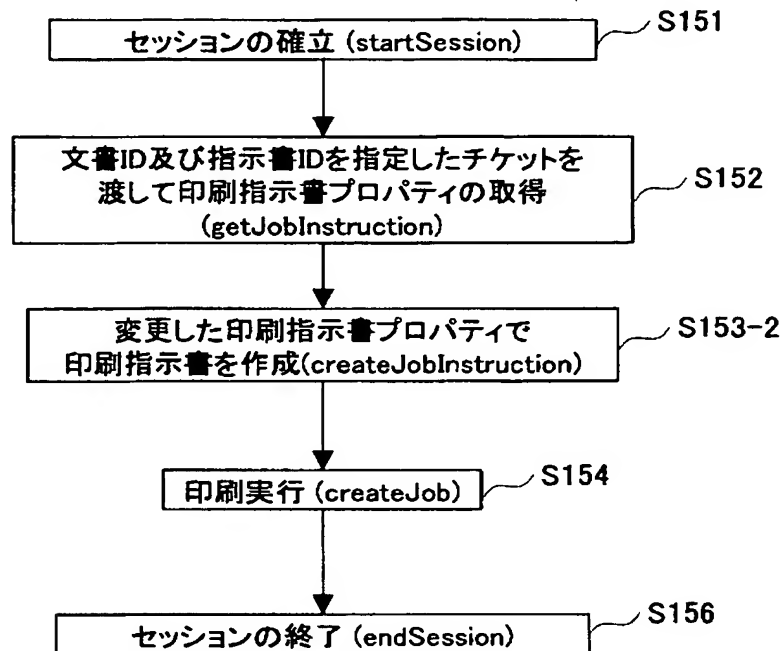 セッションの確立 (startSession)
S151
文書ID及び指示書IDを指定したチケットを
渡して印刷指示書プロパティの取得
(getJobInstruction)
S152
変更した印刷指示書プロパティで
印刷指示書を作成(createJobInstruction)
S153-2
印刷実行 (createJob)
S154
セッションの終了 (endSession)
S156